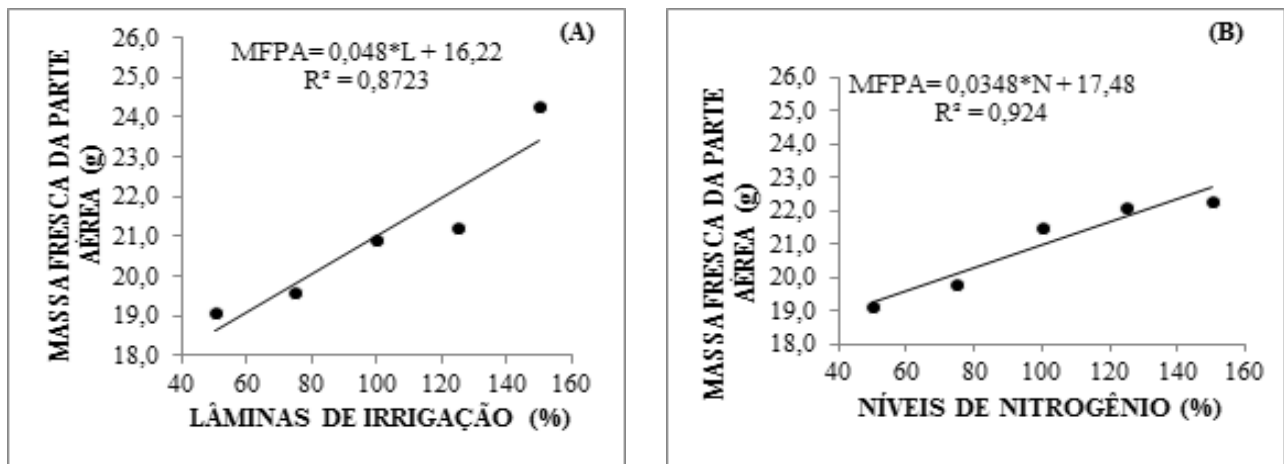 (A)
MFPA= 0,048*L + 16,22
R² = 0,8723
MASSA FRESCA DA PARTE
AÉREA (g)
26,0
25,0
24,0
23,0
22,0
21,0
20,0
19,0
18,0
40 60 80 100 120 140 160
LÂMINAS DE IRRIGAÇÃO (%)
(B)
MFPA= 0,0348*N + 17,48
R² = 0,924
MASSA FRESCA DA PARTE
AÉREA (g)
26,0
25,0
24,0
23,0
22,0
21,0
20,0
19,0
18,0
40 60 80 100 120 140 160
NÍVEIS DE NITROGÊNIO (%)